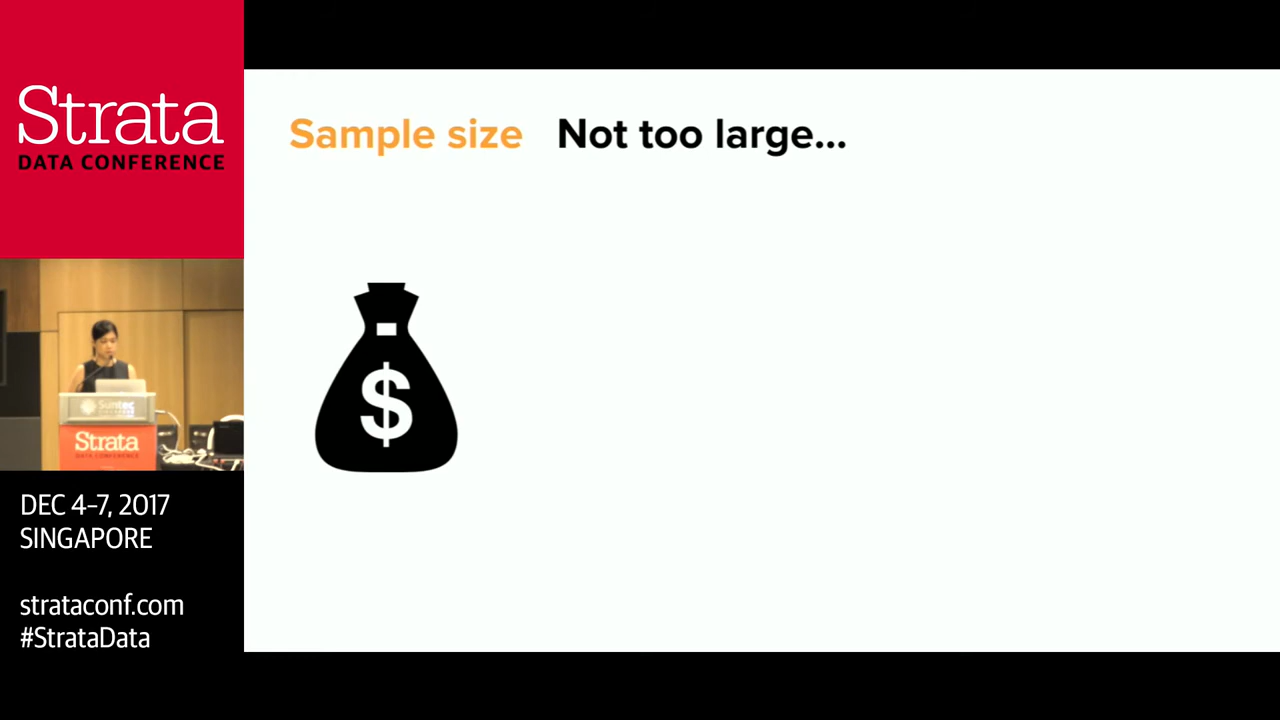 Strata
DATA CONFERENCE
Sample size Not too large...
$
Suntec
Strata
DATA CONFERENCE
DEC 4-7, 2017
SINGAPORE
strataconf.com
#StrataData